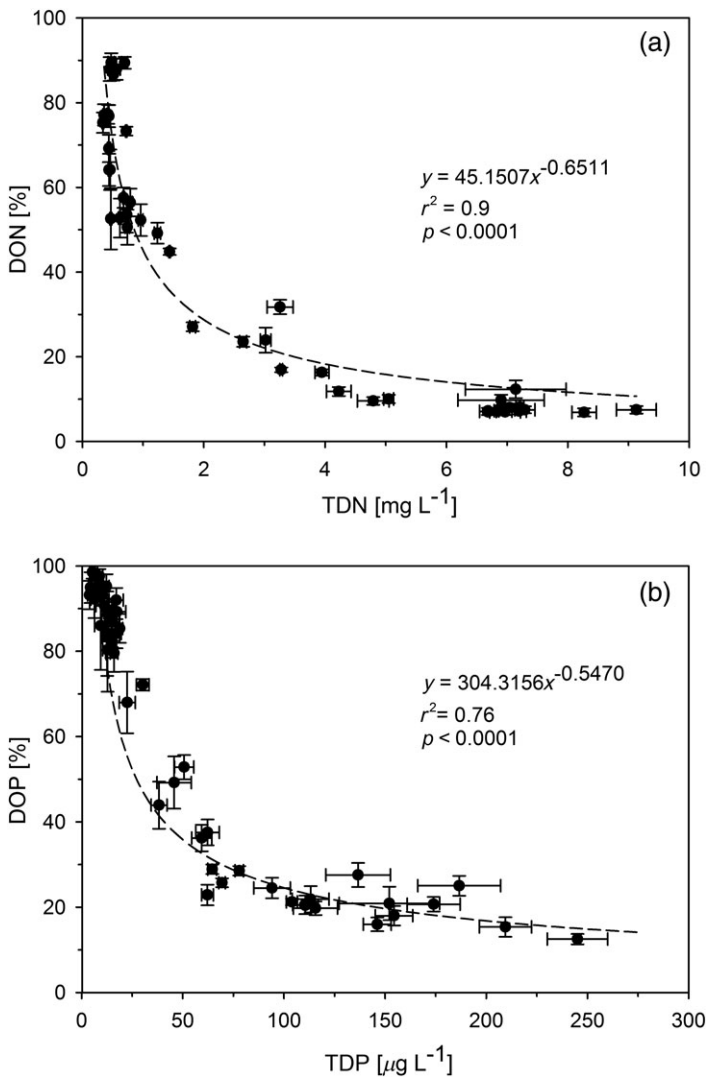 (a)
100
80
60
40
20
0
DON [%]
y = 45.1507x^-0.6511
r² = 0.9
p < 0.0001
0 2 4 6 8 10
TDN [mg L⁻¹]
(b)
100
80
60
40
20
0
DOP [%]
y = 304.3156x^-0.5470
r²= 0.76
p < 0.0001
0 50 100 150 200 250 300
TDP [µg L⁻¹]